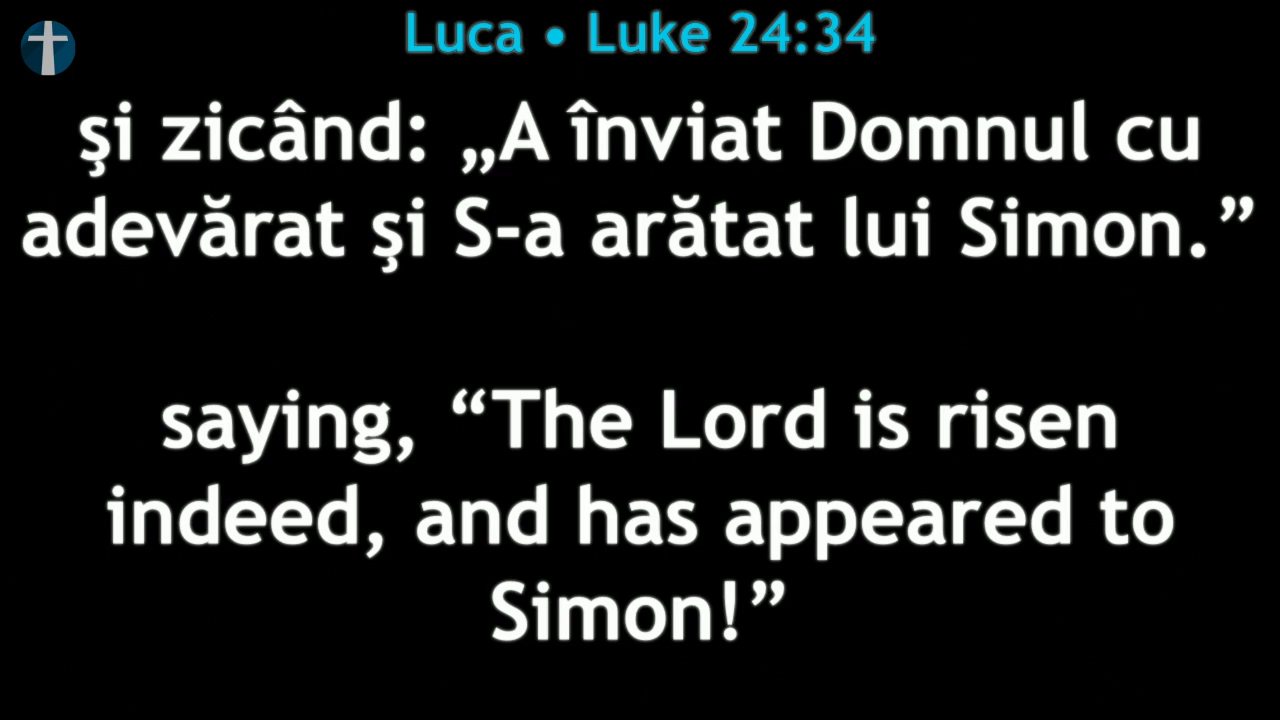 Luca • Luke 24:34
şi zicând: „A înviat Domnul cu
adevărat şi S-a arătat lui Simon.”
saying, “The Lord is risen
indeed, and has appeared to
Simon!”